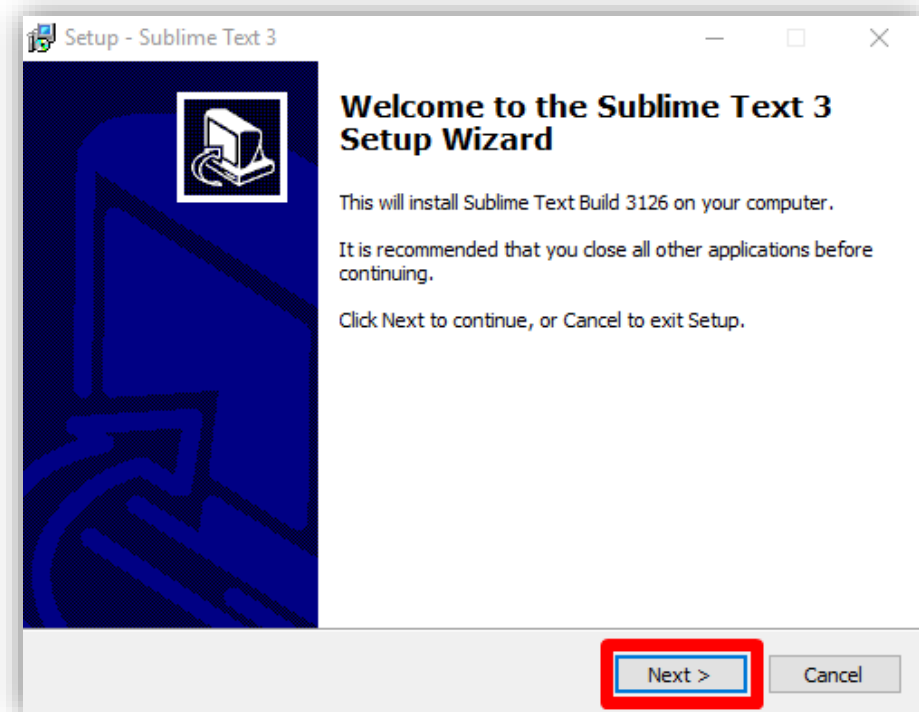 Setup - Sublime Text 3
Welcome to the Sublime Text 3
Setup Wizard
This will install Sublime Text Build 3126 on your computer.
It is recommended that you close all other applications before
continuing.
Click Next to continue, or Cancel to exit Setup.
Next >
Cancel